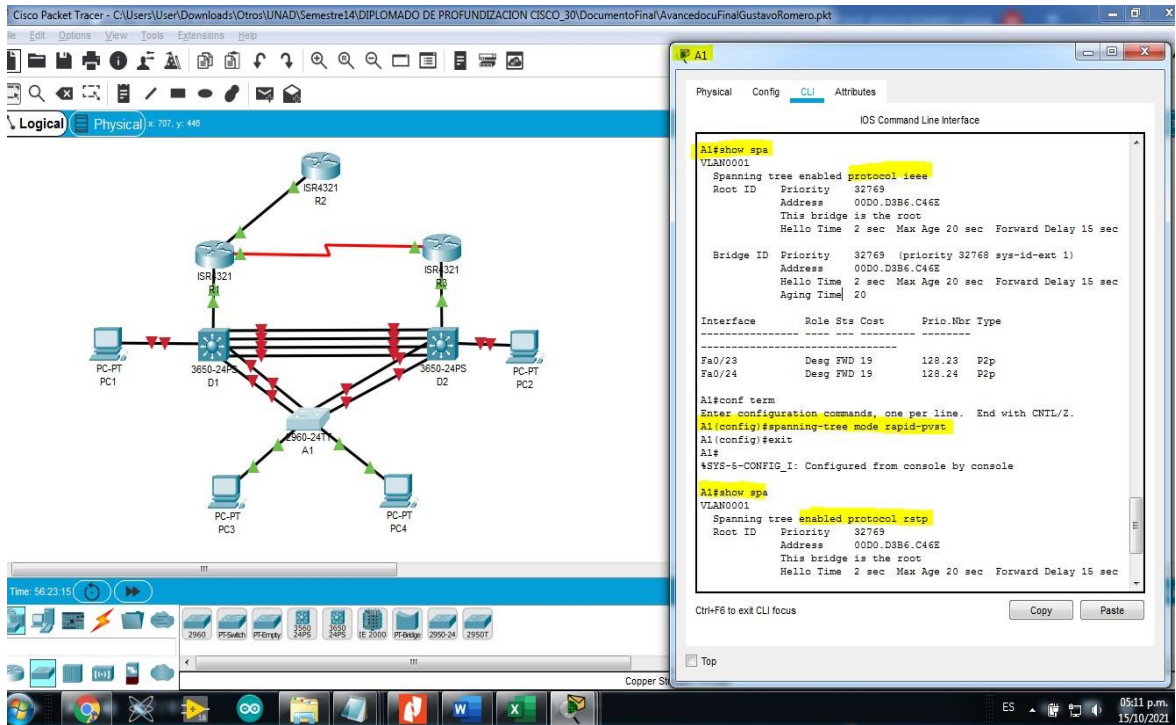 Cisco Packet Tracer - C:\Users\User\Downloads\Otros\UNAD\Semestre14\DIPLOMADO DE PROFUNDIZACION CISCO_30\DocumentoFinal\AvancedocuFinalGustavoRomero.pkt
Edit Options View Tools Extensions Help
Logical Physical x: 707, y: 446
ISR4321
R2
ISR4321
R1
ISR4321
R3
PC-PT
PC1
3650-24PS
D1
3650-24PS
D2
PC-PT
PC2
2960-24TT
A1
PC-PT
PC3
PC-PT
PC4
Time: 56:23:15
2960 PT-Switch PT-Empty 3560 24PS 3650 24PS IE 2000 PT-Bridge 2950-24 2950T
A1
Physical Config CLI Attributes
IOS Command Line Interface
A1#show spa
VLAN0001
Spanning tree enabled protocol ieee
Root ID Priority 32769
Address 00D0.D3B6.C46E
This bridge is the root
Hello Time 2 sec Max Age 20 sec Forward Delay 15 sec
Bridge ID Priority 32769 (priority 32768 sys-id-ext 1)
Address 00D0.D3B6.C46E
Hello Time 2 sec Max Age 20 sec Forward Delay 15 sec
Aging Time 20
Interface Role Sts Cost Prio.Nbr Type
---------------- ---- --- --------- -------- --------------------------------
Fa0/23 Desg FWD 19 128.23 P2p
Fa0/24 Desg FWD 19 128.24 P2p
A1#conf term
Enter configuration commands, one per line. End with CNTL/Z.
A1(config)#spanning-tree mode rapid-pvst
A1(config)#exit
A1#
%SYS-5-CONFIG_I: Configured from console by console
A1#show spa
VLAN0001
Spanning tree enabled protocol rstp
Root ID Priority 32769
Address 00D0.D3B6.C46E
This bridge is the root
Hello Time 2 sec Max Age 20 sec Forward Delay 15 sec
Ctrl+F6 to exit CLI focus
Copy Paste
Top
Copper
ES 05:11 p.m.
15/10/2021